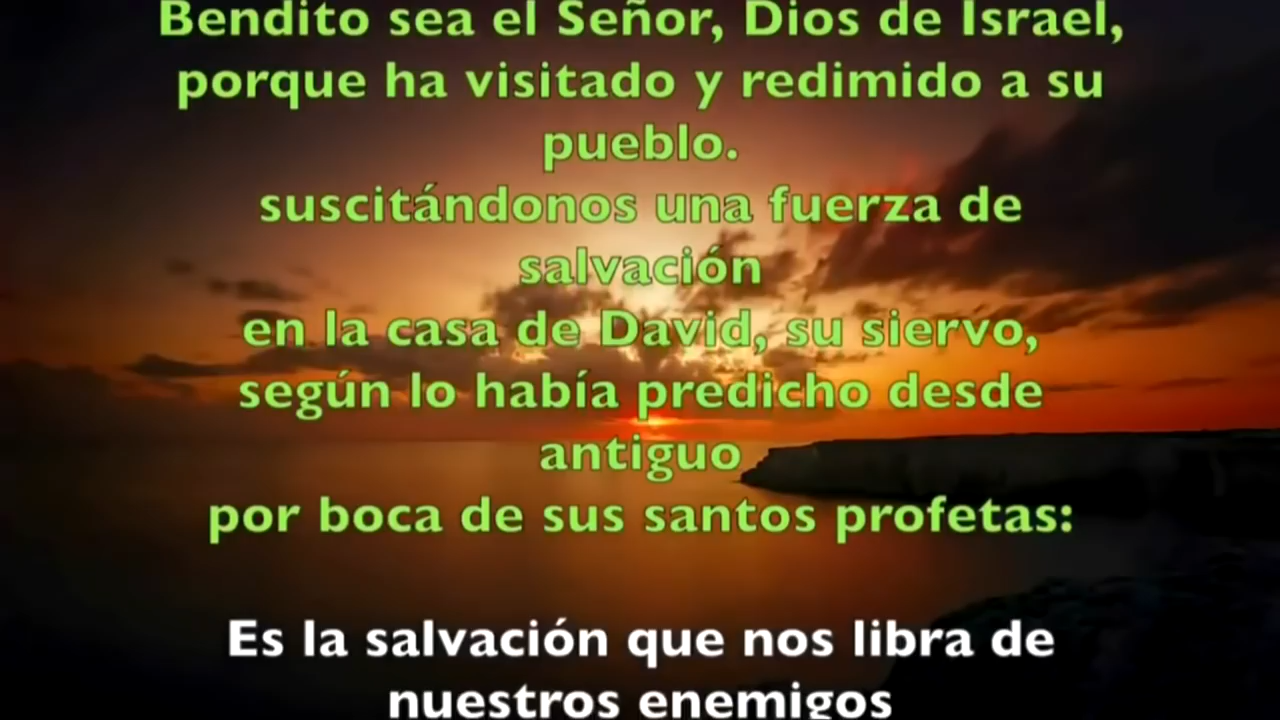 Bendito sea el Señor, Dios de Israel,
porque ha visitado y redimido a su
pueblo.
suscitándonos una fuerza de
salvación
en la casa de David, su siervo,
según lo había predicho desde
antiguo
por boca de sus santos profetas:
Es la salvación que nos libra de
nuestros enemigos